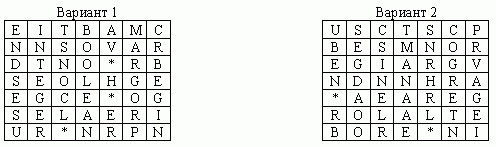 Вариант 1
E I T B A M C
N N S O V A R
D T N O * R B
S E O L H G E
E G C E * O G
S E L A E R I
U R * N R P N
Вариант 2
U S C T S C P
B E S M N O R
E G I A R G V
N D N N H R A
* A E A R E G
R O L A L T E
B O R E * N I